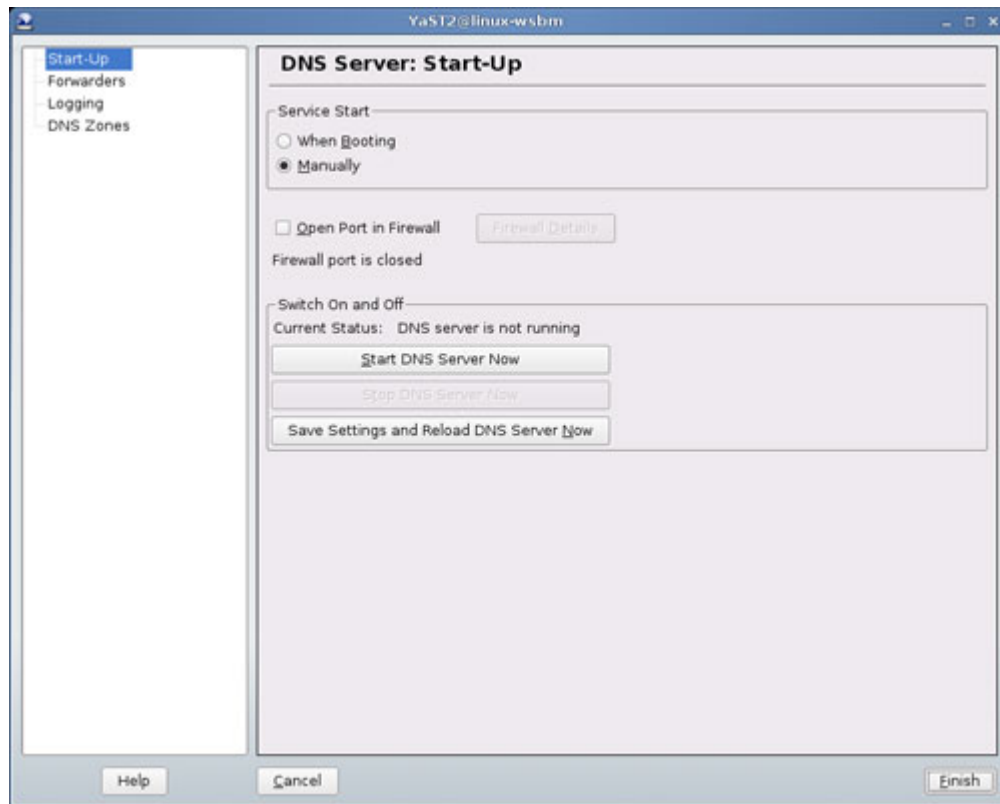 YaST2@linux-wsbm
Start-Up
Forwarders
Logging
DNS Zones
DNS Server: Start-Up
Service Start
When Booting
Manually
Open Port in Firewall
Firewall Details
Firewall port is closed
Switch On and Off
Current Status: DNS server is not running
Start DNS Server Now
Stop DNS Server Now
Save Settings and Reload DNS Server Now
Help
Cancel
Finish